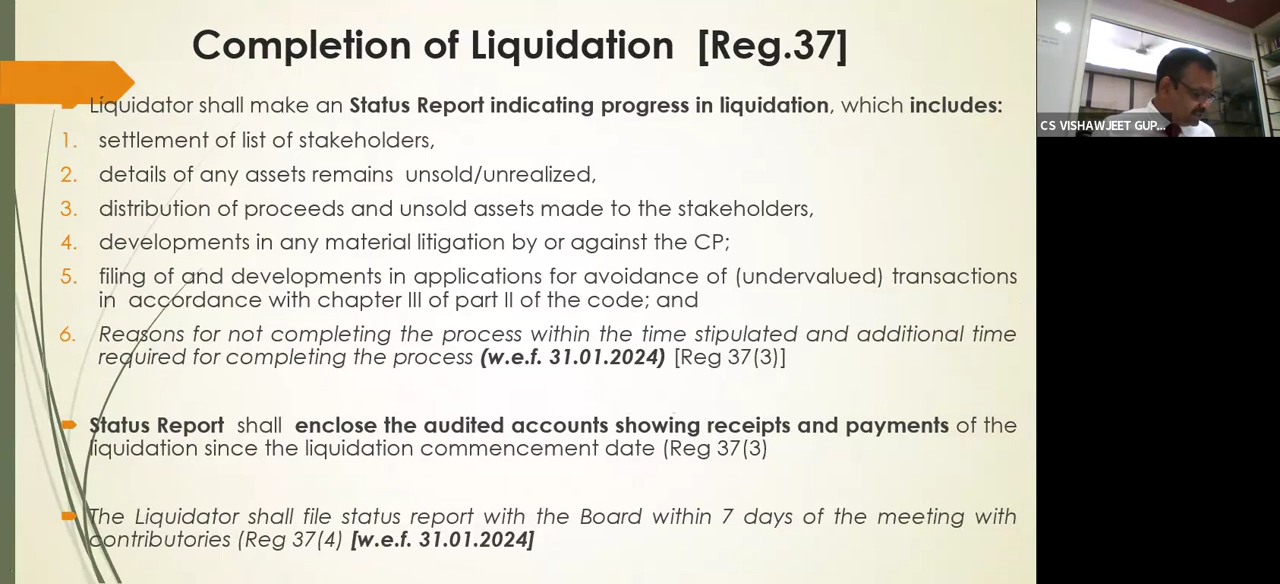 Completion of Liquidation [Reg.37]
Liquidator shall make an Status Report indicating progress in liquidation, which includes:
1. settlement of list of stakeholders,
2. details of any assets remains unsold/unrealized,
3. distribution of proceeds and unsold assets made to the stakeholders,
4. developments in any material litigation by or against the CP;
5. filing of and developments in applications for avoidance of (undervalued) transactions
in accordance with chapter III of part II of the code; and
6. Reasons for not completing the process within the time stipulated and additional time
required for completing the process (w.e.f. 31.01.2024) [Reg 37(3)]
Status Report shall enclose the audited accounts showing receipts and payments of the
liquidation since the liquidation commencement date (Reg 37(3)
The Liquidator shall file status report with the Board within 7 days of the meeting with
contributories (Reg 37(4) [w.e.f. 31.01.2024]
CS VISHAWJEET GUP...